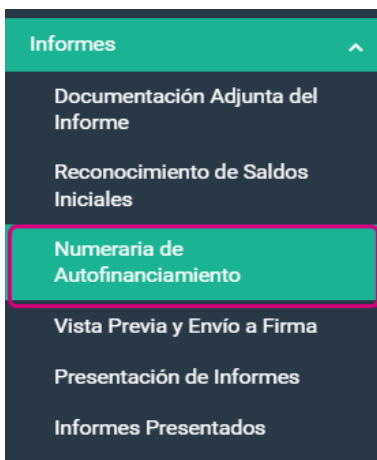 Informes
Documentación Adjunta del
Informe
Reconocimiento de Saldos
Iniciales
Numeraria de
Autofinanciamiento
Vista Previa y Envío a Firma
Presentación de Informes
Informes Presentados